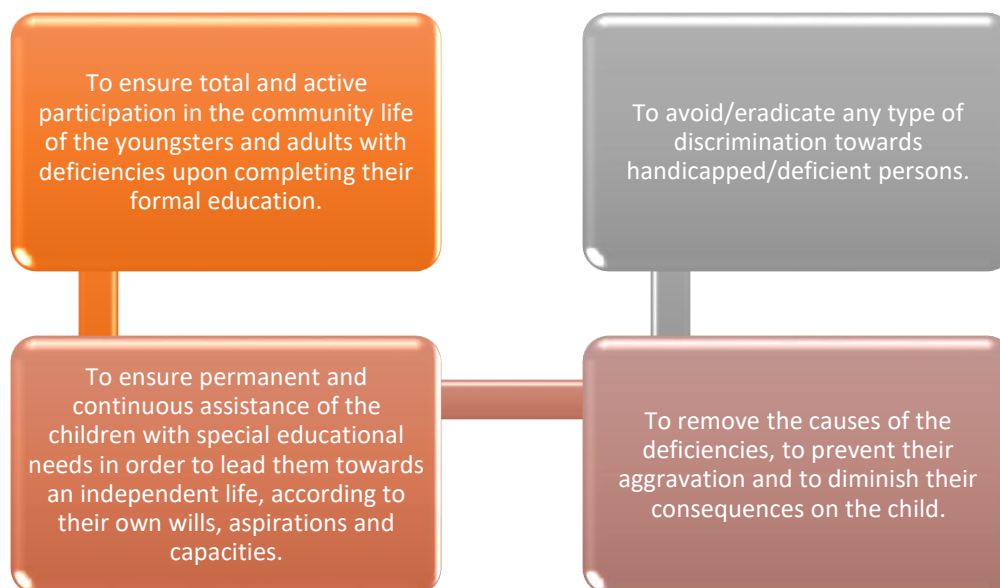 To ensure total and active
participation in the community life
of the youngsters and adults with
deficiencies upon completing their
formal education.
To ensure permanent and
continuous assistance of the
children with special educational
needs in order to lead them towards
an independent life, according to
their own wills, aspirations and
capacities.
To remove the causes of the
deficiencies, to prevent their
aggravation and to diminish their
consequences on the child.
To avoid/eradicate any type of
discrimination towards
handicapped/deficient persons.